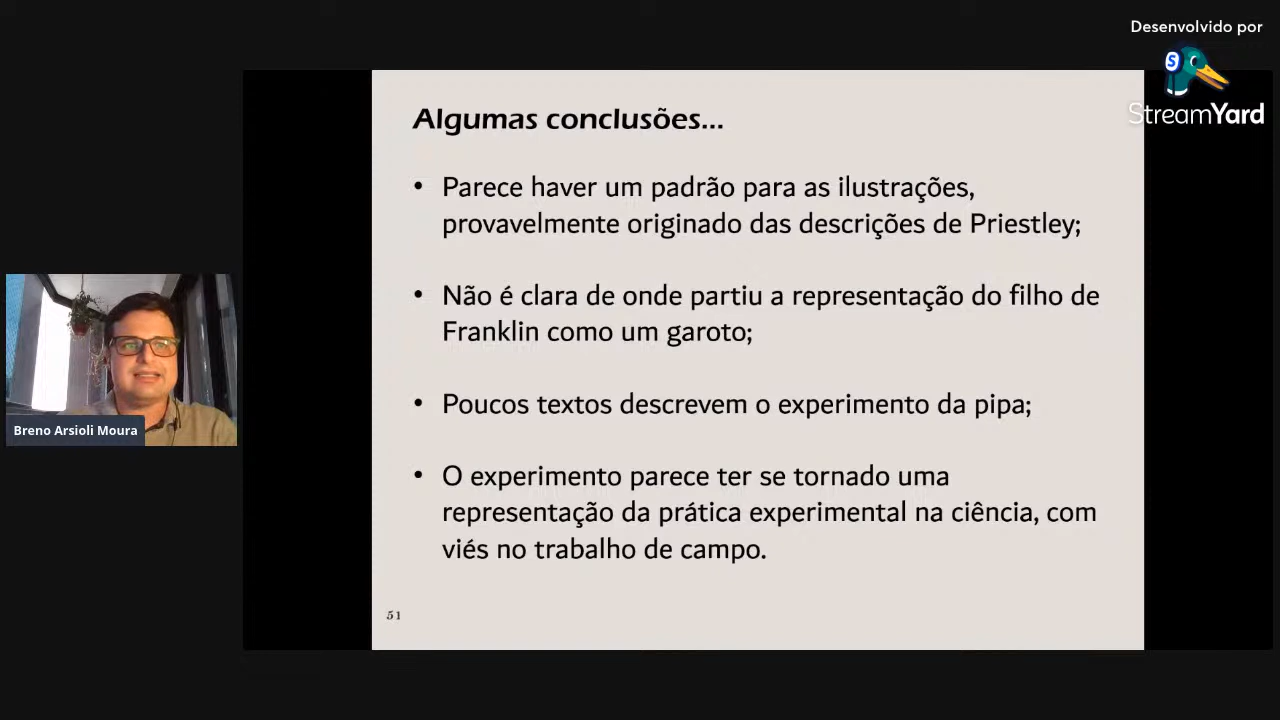 Desenvolvido por
S
StreamYard
Algumas conclusões...
• Parece haver um padrão para as ilustrações,
provavelmente originado das descrições de Priestley;
• Não é clara de onde partiu a representação do filho de
Franklin como um garoto;
• Poucos textos descrevem o experimento da pipa;
• O experimento parece ter se tornado uma
representação da prática experimental na ciência, com
viés no trabalho de campo.
51
Breno Arsioli Moura